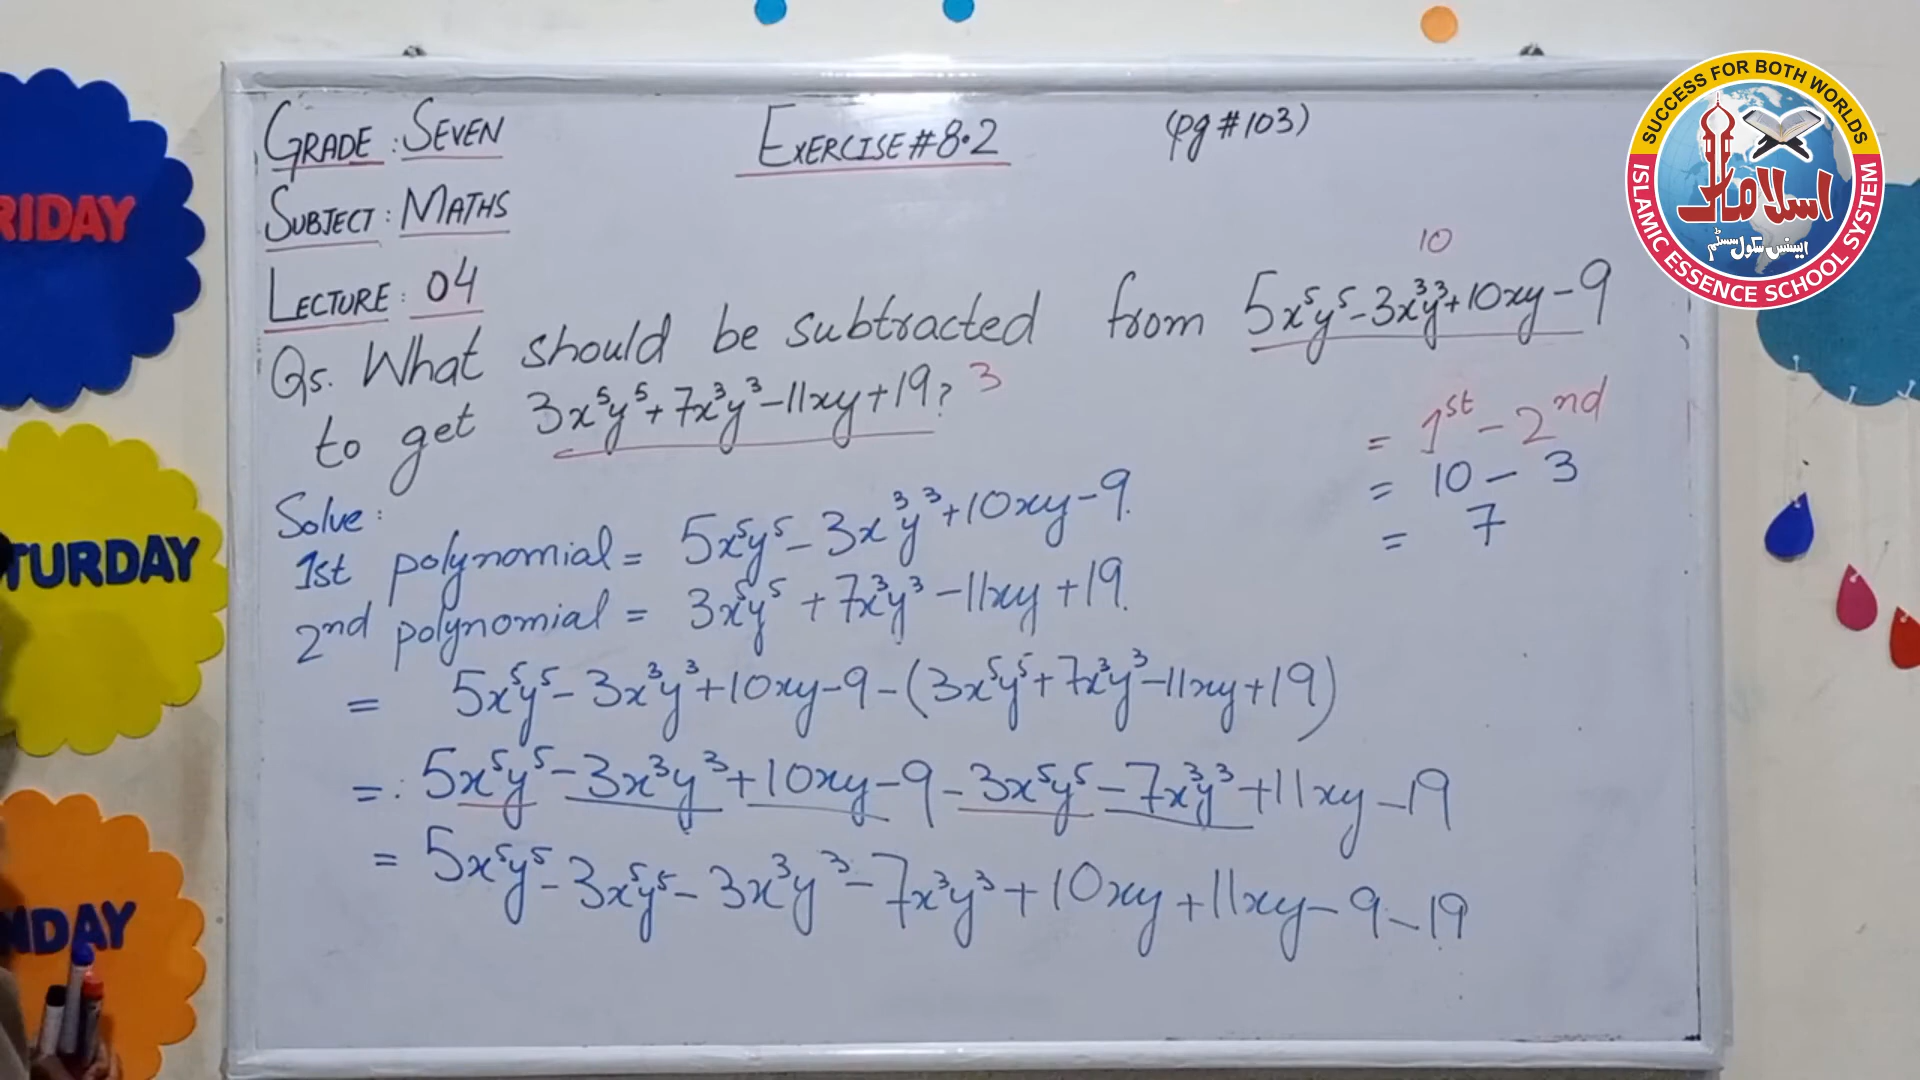 SUCCESS FOR BOTH WORLDS
اسلامک
ایسنس سکول سسٹم
ISLAMIC ESSENCE SCHOOL SYSTEM
GRADE : SEVEN
EXERCISE # 8.2
(pg # 103)
SUBJECT : MATHS
LECTURE : 04
10
Q5. What should be subtracted from 5x⁵y⁵ - 3x³y³ + 10xy - 9
to get 3x⁵y⁵ + 7x³y³ - 11xy + 19? 3
= 1st - 2nd
= 10 - 3
= 7
Solve :
1st polynomial = 5x⁵y⁵ - 3x³y³ + 10xy - 9.
2nd polynomial = 3x⁵y⁵ + 7x³y³ - 11xy + 19.
= 5x⁵y⁵ - 3x³y³ + 10xy - 9 - (3x⁵y⁵ + 7x³y³ - 11xy + 19)
= 5x⁵y⁵ - 3x³y³ + 10xy - 9 - 3x⁵y⁵ - 7x³y³ + 11xy - 19
= 5x⁵y⁵ - 3x⁵y⁵ - 3x³y³ - 7x³y³ + 10xy + 11xy - 9 - 19
RIDAY
TURDAY
NDAY